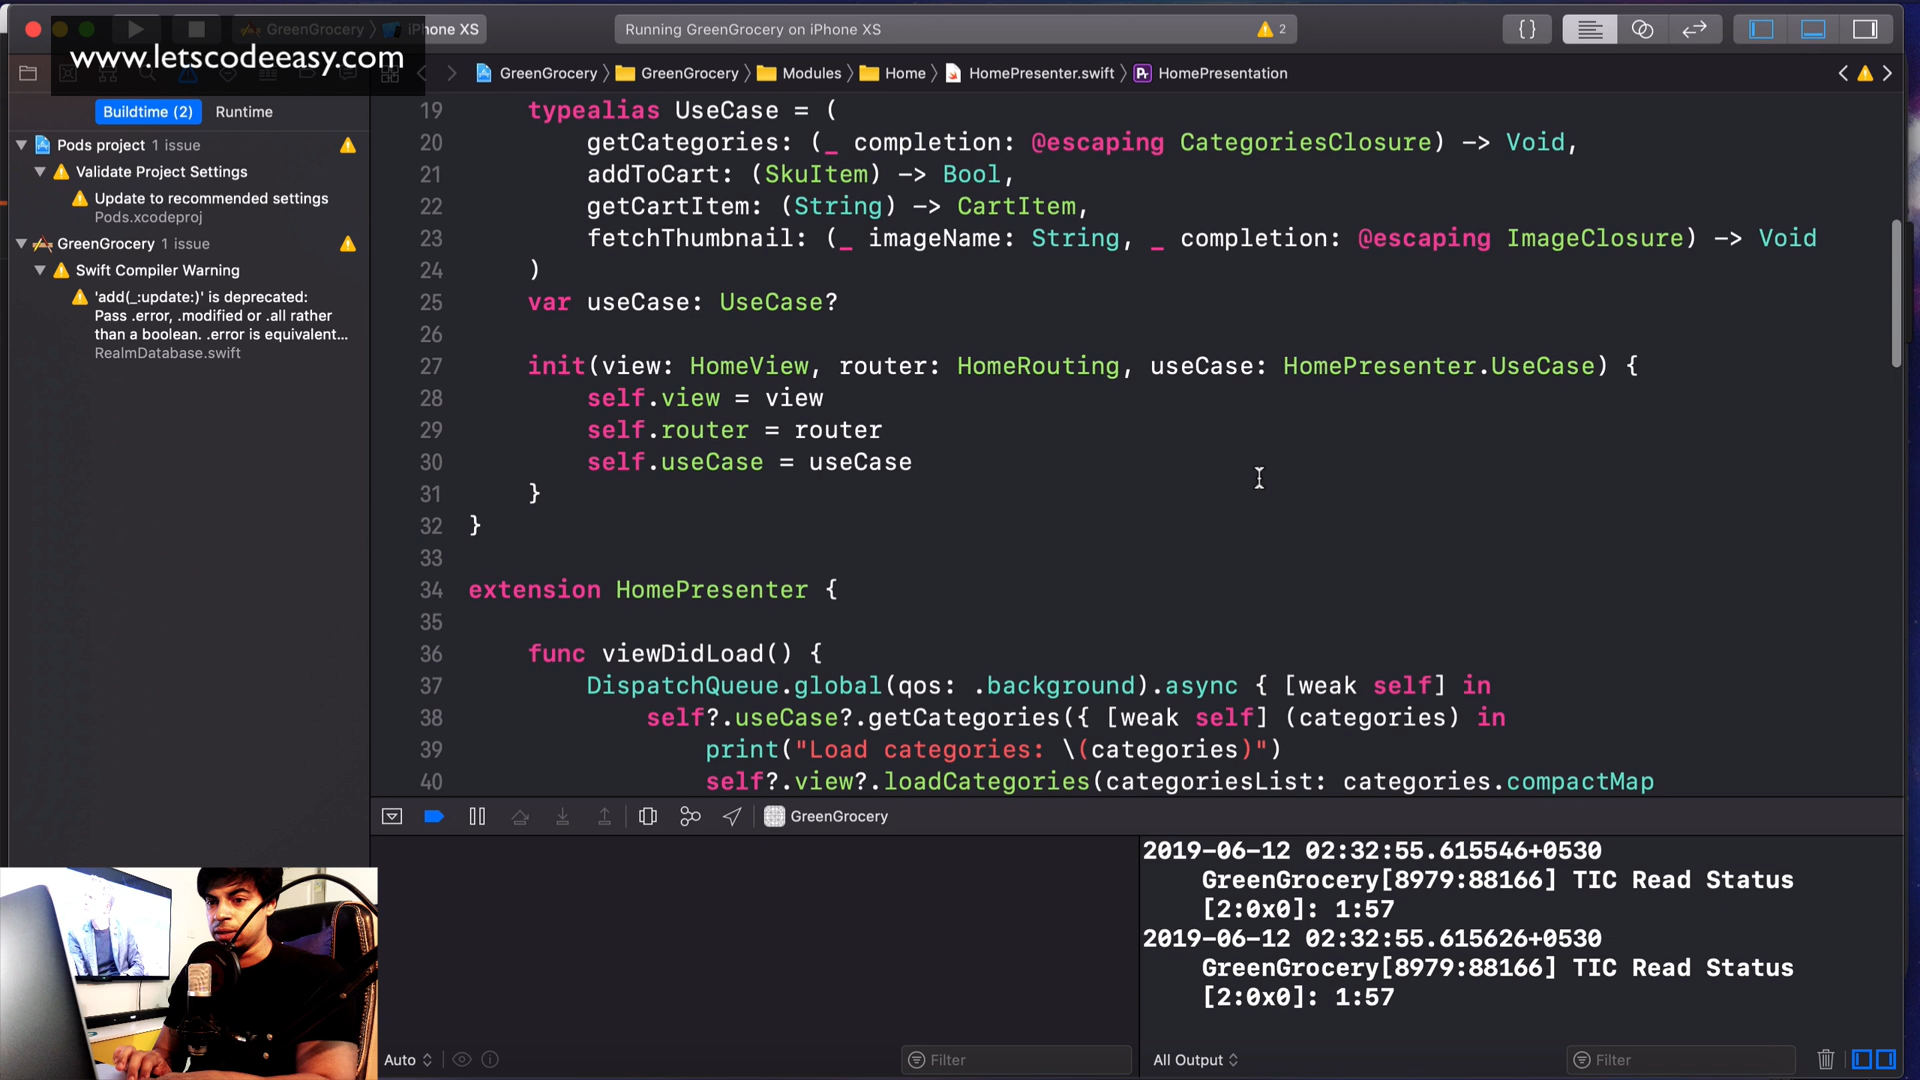 GreenGrocery
iPhone XS
Running GreenGrocery on iPhone XS
2
{}
www.letscodeeasy.com
GreenGrocery
GreenGrocery
Modules
Home
HomePresenter.swift
Pr
HomePresentation
Buildtime (2)
Runtime
Pods project 1 issue
Validate Project Settings
Update to recommended settings
Pods.xcodeproj
GreenGrocery 1 issue
Swift Compiler Warning
'add(_:update:)' is deprecated:
Pass .error, .modified or .all rather
than a boolean. .error is equivalent...
RealmDatabase.swift
19 typealias UseCase = (
20 getCategories: (_ completion: @escaping CategoriesClosure) -> Void,
21 addToCart: (SkuItem) -> Bool,
22 getCartItem: (String) -> CartItem,
23 fetchThumbnail: (_ imageName: String, _ completion: @escaping ImageClosure) -> Void
24 )
25 var useCase: UseCase?
26
27 init(view: HomeView, router: HomeRouting, useCase: HomePresenter.UseCase) {
28 self.view = view
29 self.router = router
30 self.useCase = useCase
31 }
32 }
33
34 extension HomePresenter {
35
36 func viewDidLoad() {
37 DispatchQueue.global(qos: .background).async { [weak self] in
38 self?.useCase?.getCategories({ [weak self] (categories) in
39 print("Load categories: \(categories)")
40 self?.view?.loadCategories(categoriesList: categories.compactMap
GreenGrocery
2019-06-12 02:32:55.615546+0530
GreenGrocery[8979:88166] TIC Read Status
[2:0x0]: 1:57
2019-06-12 02:32:55.615626+0530
GreenGrocery[8979:88166] TIC Read Status
[2:0x0]: 1:57
Auto
Filter
All Output
Filter